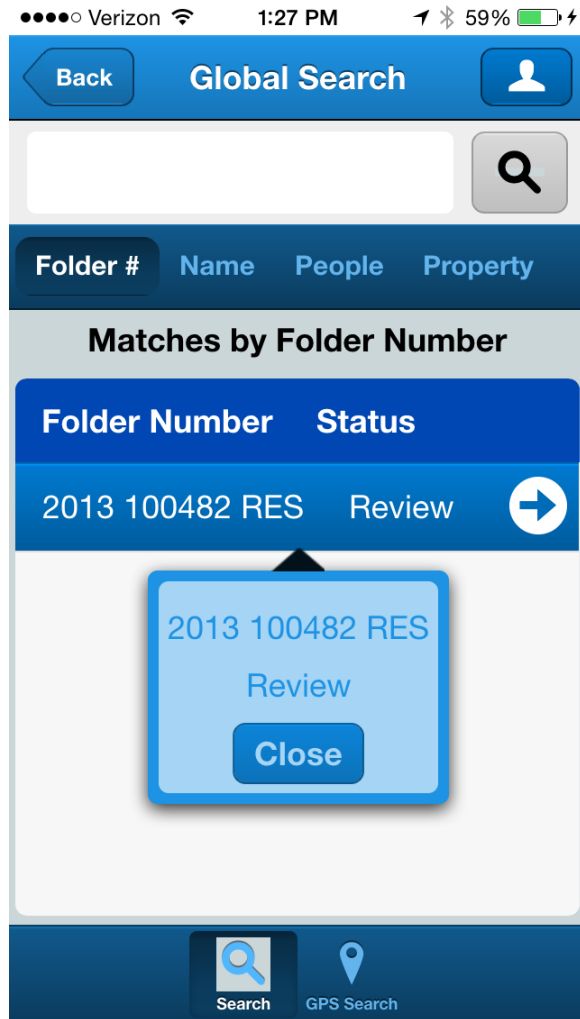 Verizon 1:27 PM 59%
Back Global Search
Folder # Name People Property
Matches by Folder Number
Folder Number Status
2013 100482 RES Review
2013 100482 RES
Review
Close
Search GPS Search